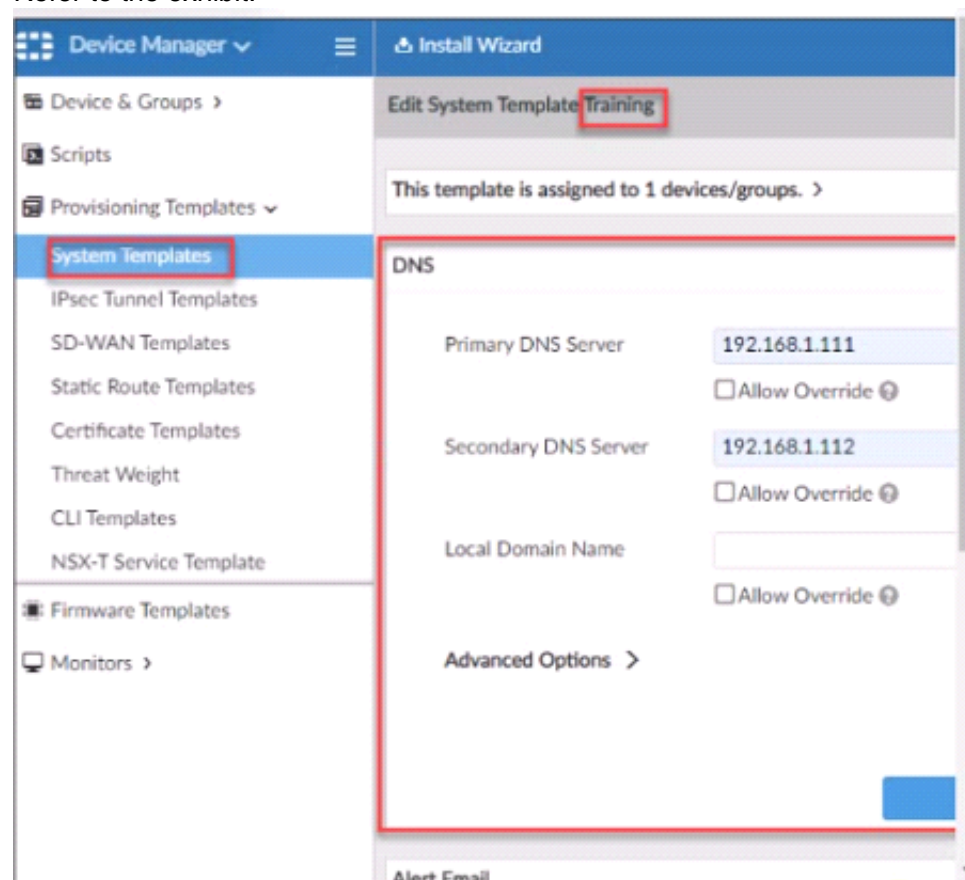 Refer to the exhibit.
Device Manager
Install Wizard
Device & Groups
Edit System Template Training
Scripts
This template is assigned to 1 devices/groups. >
Provisioning Templates
System Templates
DNS
IPsec Tunnel Templates
SD-WAN Templates
Primary DNS Server
192.168.1.111
Static Route Templates
Allow Override
Certificate Templates
Secondary DNS Server
192.168.1.112
Threat Weight
Allow Override
CLI Templates
Local Domain Name
NSX-T Service Template
Allow Override
Firmware Templates
Monitors >
Advanced Options >
Alert Email